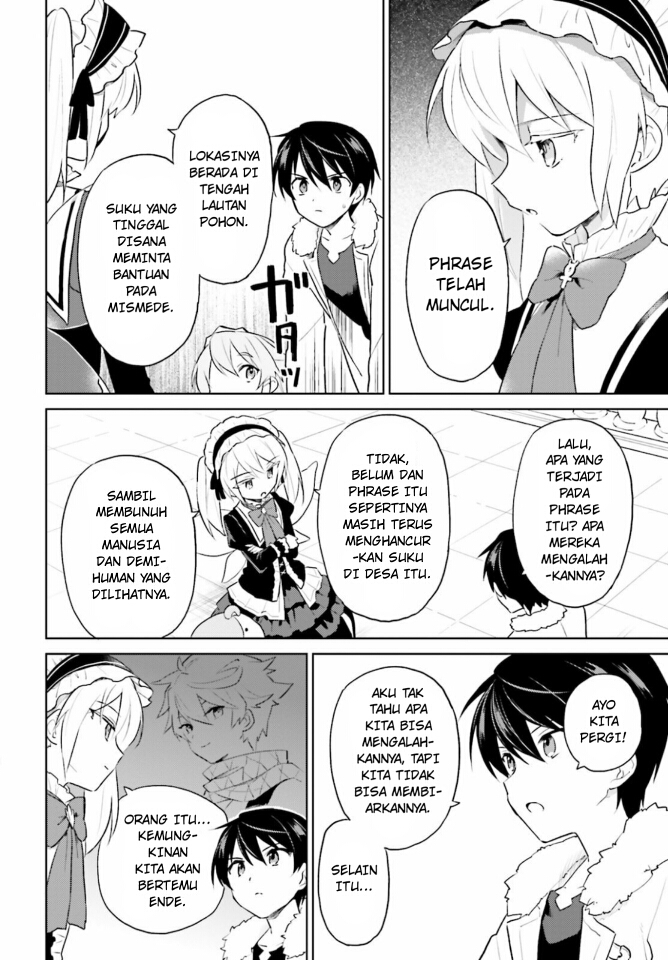 PHRASE
TELAH
MUNCUL.
LOKASINYA
BERADA DI
TENGAH
LAUTAN
POHON.
SUKU YANG
TINGGAL
DISANA
MEMINTA
BANTUAN
PADA
MISMEDE.
ガタッ
LALU,
APA YANG
TERJADI
PADA
PHRASE
ITU? APA
MEREKA
MENGALAH
-KANNYA?
TIDAK,
BELUM DAN
PHRASE ITU
SEPERTINYA
MASIH TERUS
MENGHANCUR
-KAN SUKU
DI DESA ITU.
SAMBIL
MEMBUNUH
SEMUA
MANUSIA
DAN DEMI-
HUMAN YANG
DILIHATNYA.
AYO
KITA
PERGI!
AKU TAK
TAHU APA
KITA BISA
MENGALAH-
KANNYA, TAPI
KITA TIDAK
BISA MEMBI-
ARKANNYA.
SELAIN
ITU...
ORANG ITU...
KEMUNG-
KINAN
KITA AKAN
BERTEMU
ENDE.